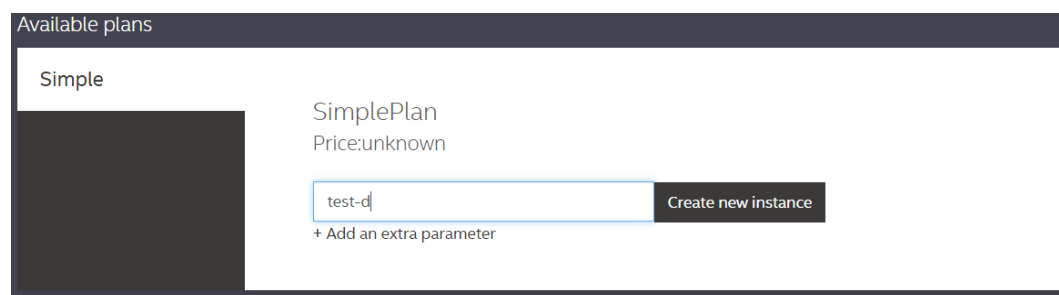 Available plans
Simple
SimplePlan
Price:unknown
test-d
Create new instance
+ Add an extra parameter